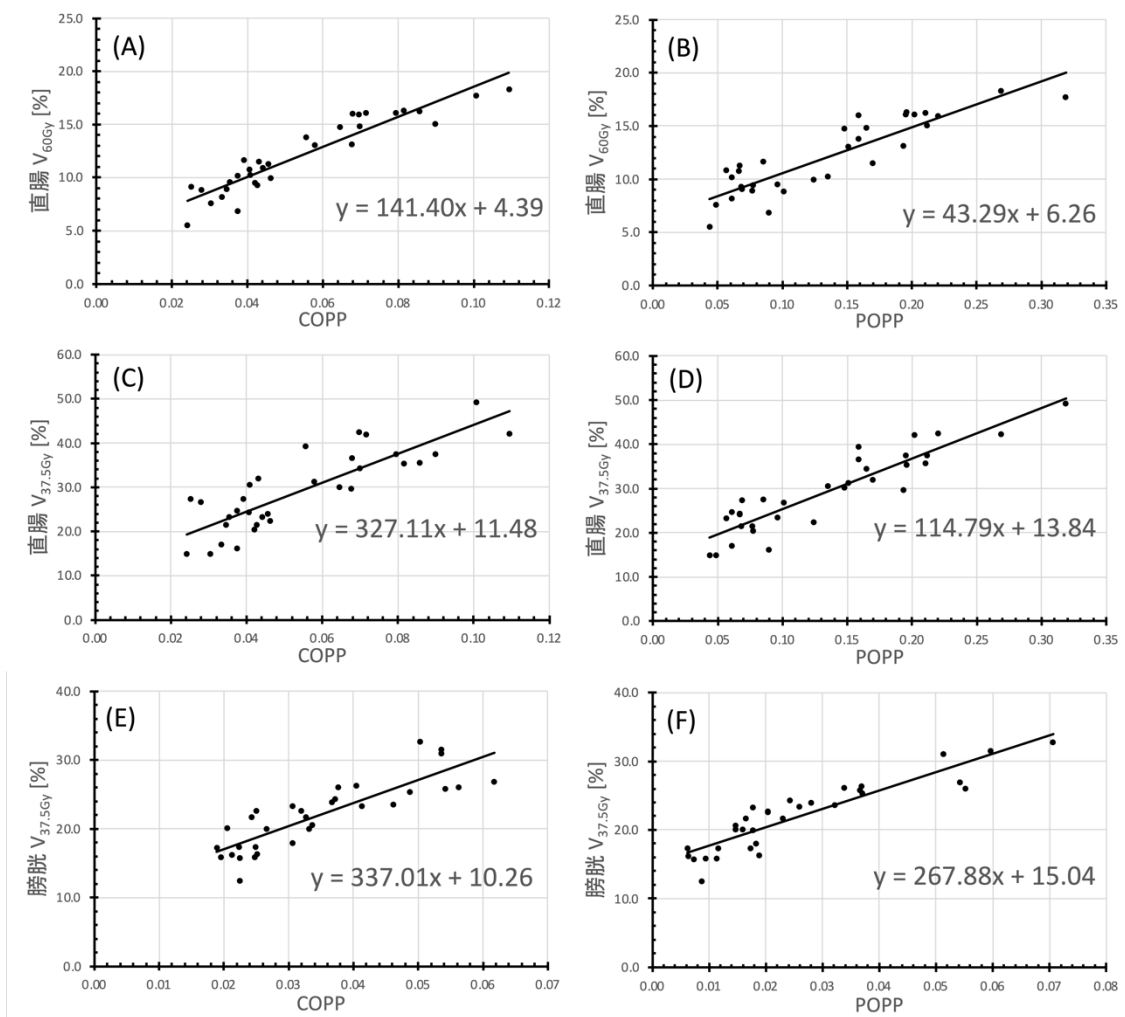 (A)
直腸 V60Gy [%]
25.0
20.0
15.0
10.0
5.0
0.0
y = 141.40x + 4.39
0.00 0.02 0.04 0.06 0.08 0.10 0.12
COPP
(B)
直腸 V60Gy [%]
25.0
20.0
15.0
10.0
5.0
0.0
y = 43.29x + 6.26
0.00 0.05 0.10 0.15 0.20 0.25 0.30 0.35
POPP
(C)
直腸 V37.5Gy [%]
60.0
50.0
40.0
30.0
20.0
10.0
0.0
y = 327.11x + 11.48
0.00 0.02 0.04 0.06 0.08 0.10 0.12
COPP
(D)
直腸 V37.5Gy [%]
60.0
50.0
40.0
30.0
20.0
10.0
0.0
y = 114.79x + 13.84
0.00 0.05 0.10 0.15 0.20 0.25 0.30 0.35
POPP
(E)
膀胱 V37.5Gy [%]
40.0
30.0
20.0
10.0
0.0
y = 337.01x + 10.26
0.00 0.01 0.02 0.03 0.04 0.05 0.06 0.07
COPP
(F)
膀胱 V37.5Gy [%]
40.0
30.0
20.0
10.0
0.0
y = 267.88x + 15.04
0.00 0.01 0.02 0.03 0.04 0.05 0.06 0.07 0.08
POPP